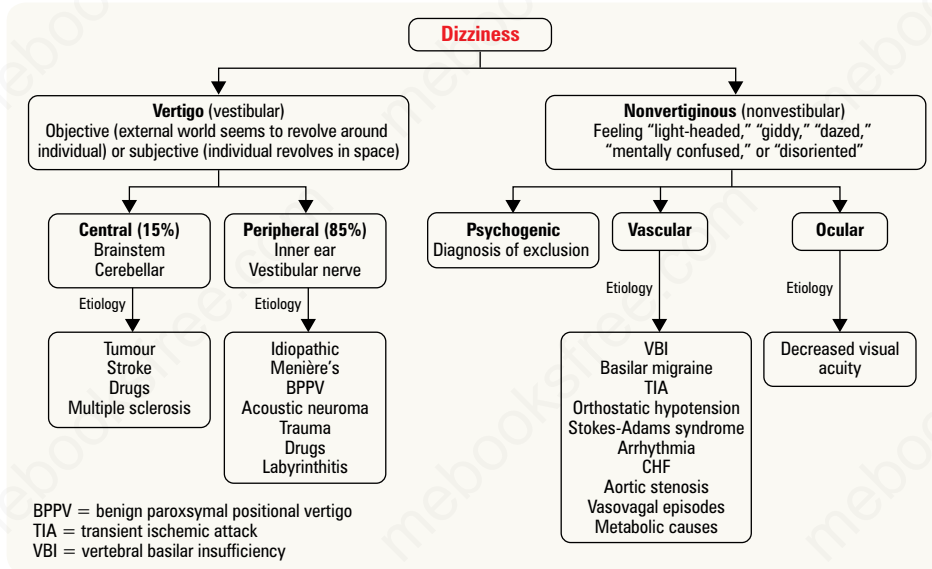 Dizziness
Vertigo (vestibular)
Objective (external world seems to revolve around
individual) or subjective (individual revolves in space)
Nonvertiginous (nonvestibular)
Feeling “light-headed,” “giddy,” “dazed,”
“mentally confused,” or “disoriented”
Central (15%)
Brainstem
Cerebellar
Peripheral (85%)
Inner ear
Vestibular nerve
Psychogenic
Diagnosis of exclusion
Vascular
Ocular
Etiology
Etiology
Etiology
Etiology
Tumour
Stroke
Drugs
Multiple sclerosis
Idiopathic
Menière's
BPPV
Acoustic neuroma
Trauma
Drugs
Labyrinthitis
VBI
Basilar migraine
TIA
Orthostatic hypotension
Stokes-Adams syndrome
Arrhythmia
CHF
Aortic stenosis
Vasovagal episodes
Metabolic causes
Decreased visual
acuity
BPPV = benign paroxsymal positional vertigo
TIA = transient ischemic attack
VBI = vertebral basilar insufficiency
mebooksfree.com